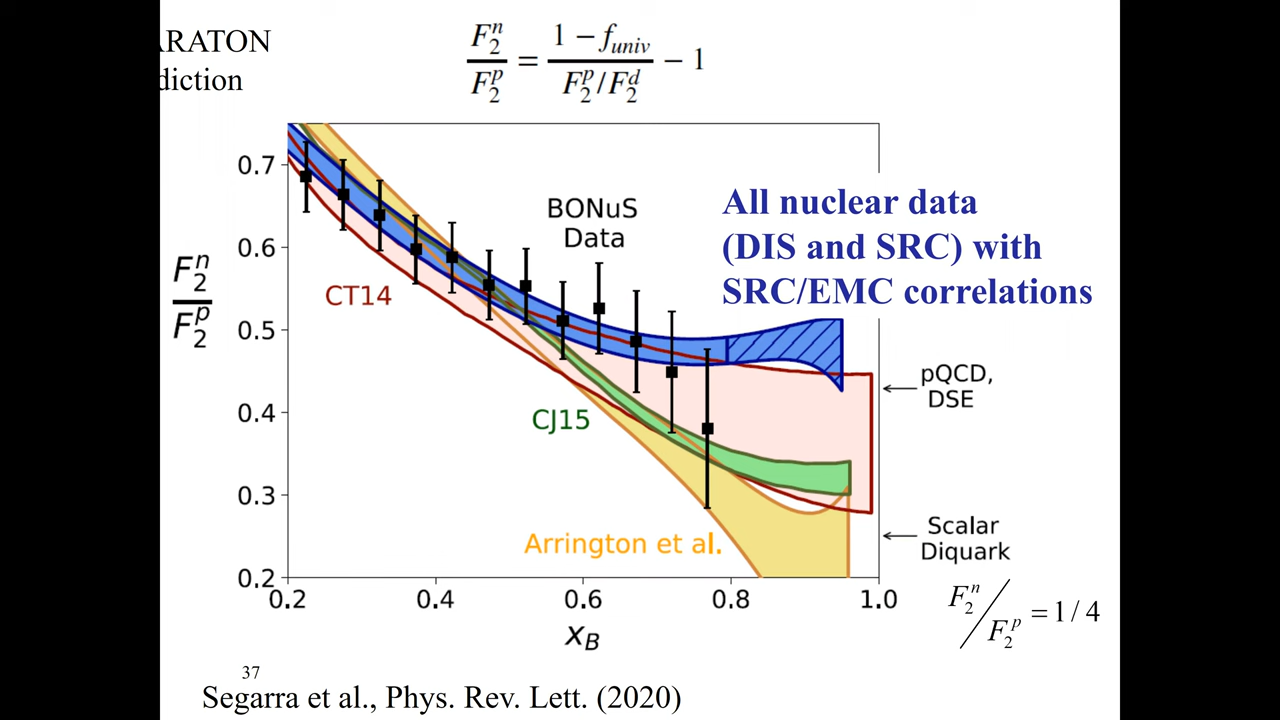 ARATON
diction
F₂ⁿ / F₂ᵖ = (1 − f_univ) / (F₂ᵖ/F₂ᵈ) − 1
0.7
0.6
0.5
0.4
0.3
0.2
F₂ⁿ / F₂ᵖ
BONuS
Data
All nuclear data
(DIS and SRC) with
SRC/EMC correlations
CT14
pQCD,
DSE
CJ15
Arrington et al.
Scalar
Diquark
0.2 0.4 0.6 0.8 1.0
x_B
F₂ⁿ / F₂ᵖ = 1 / 4
37
Segarra et al., Phys. Rev. Lett. (2020)